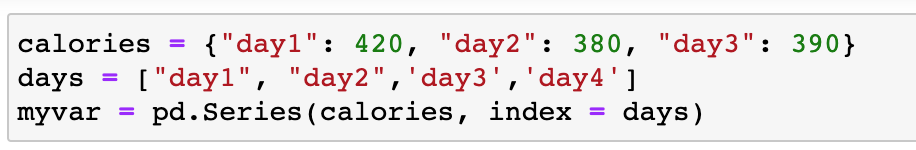 calories = {"day1": 420, "day2": 380, "day3": 390}
days = ["day1", "day2",'day3','day4']
myvar = pd.Series(calories, index = days)